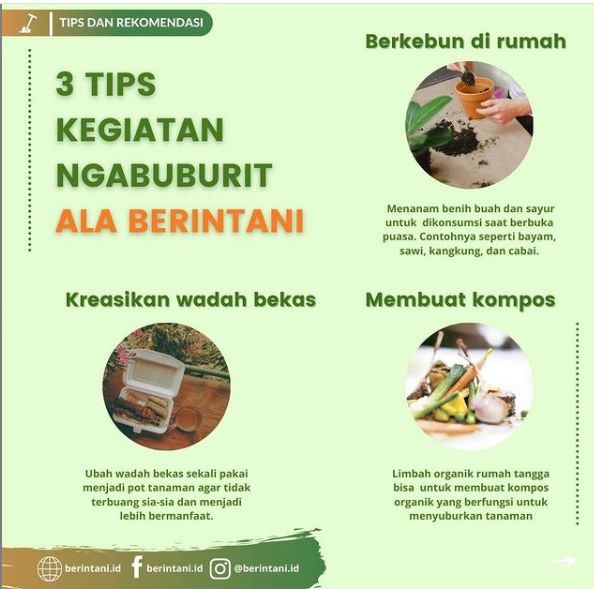 TIPS DAN REKOMENDASI
3 TIPS
KEGIATAN
NGABUBURIT
ALA BERINTANI
Berkebun di rumah
Menanam benih buah dan sayur
untuk dikonsumsi saat berbuka
puasa. Contohnya seperti bayam,
sawi, kangkung, dan cabai.
Kreasikan wadah bekas
Ubah wadah bekas sekali pakai
menjadi pot tanaman agar tidak
terbuang sia-sia dan menjadi
lebih bermanfaat.
Membuat kompos
Limbah organik rumah tangga
bisa untuk membuat kompos
organik yang berfungsi untuk
menyuburkan tanaman
berintani.id berintani.id @berintani.id